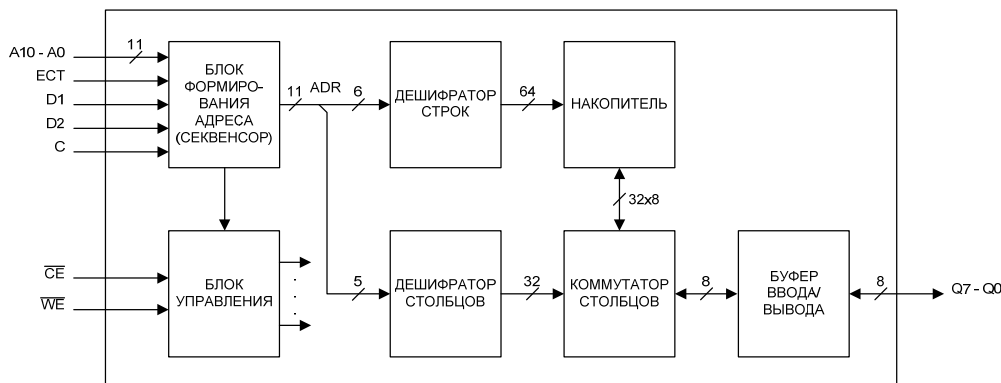 A10 - A0
11
ECT
D1
D2
C
БЛОК
ФОРМИРО-
ВАНИЯ
АДРЕСА
(СЕКВЕНСОР)
11
ADR
6
ДЕШИФРАТОР
СТРОК
64
НАКОПИТЕЛЬ
32x8
CE
WE
БЛОК
УПРАВЛЕНИЯ
5
ДЕШИФРАТОР
СТОЛБЦОВ
32
КОММУТАТОР
СТОЛБЦОВ
8
БУФЕР
ВВОДА/
ВЫВОДА
8
Q7 - Q0